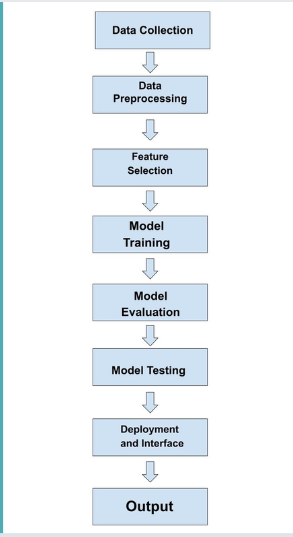 Data Collection
Data
Preprocessing
Feature
Selection
Model
Training
Model
Evaluation
Model Testing
Deployment
and Interface
Output